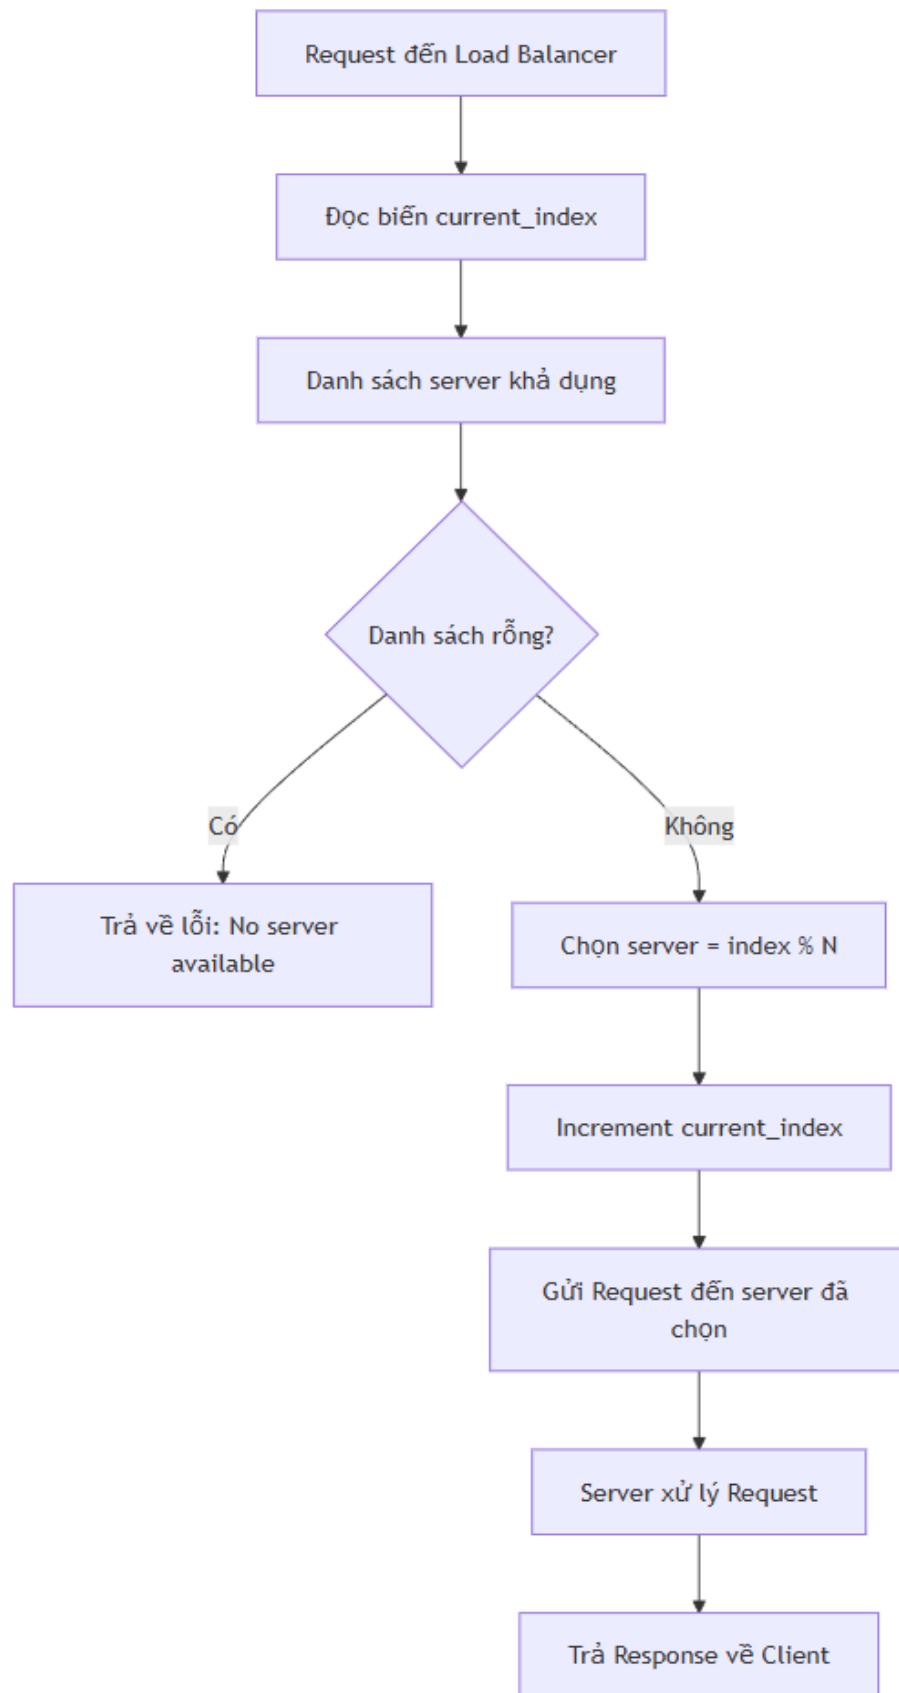 Request đến Load Balancer
Đọc biến current_index
Danh sách server khả dụng
Danh sách rỗng?
Có
Không
Trả về lỗi: No server
available
Chọn server = index % N
Increment current_index
Gửi Request đến server đã
chọn
Server xử lý Request
Trả Response về Client